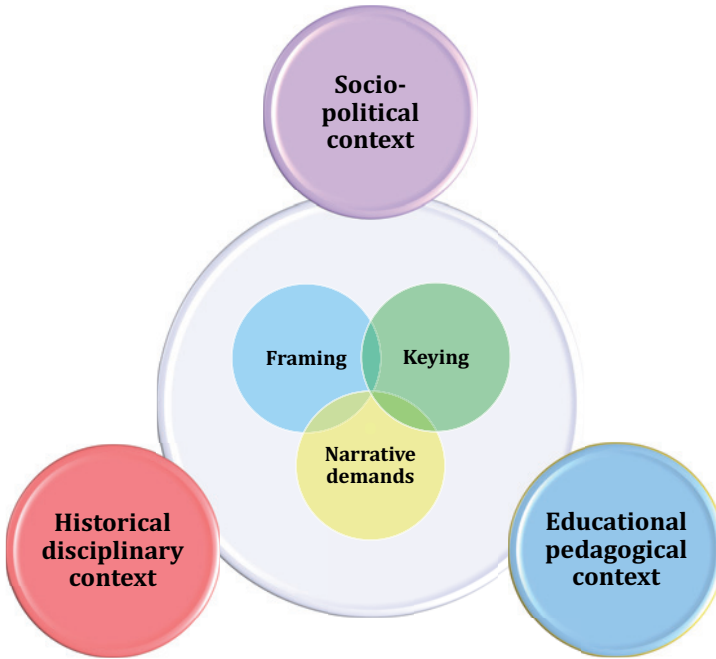 Socio-
political
context
Framing
Keying
Narrative
demands
Historical
disciplinary
context
Educational
pedagogical
context